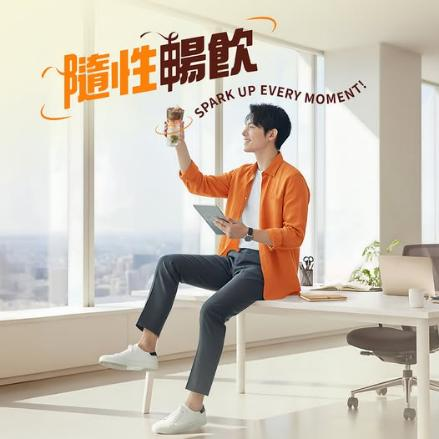 隨性暢飲
SPARK UP EVERY MOMENT!